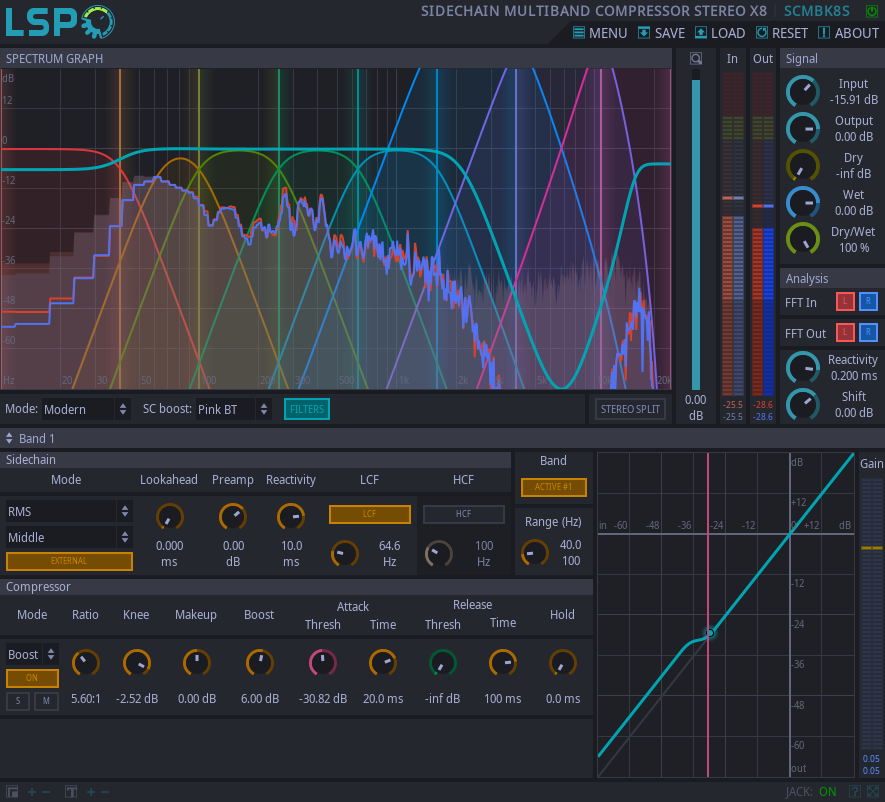 LSP
SIDECHAIN MULTIBAND COMPRESSOR STEREO X8 SCMBK8S
MENU SAVE LOAD RESET ABOUT
SPECTRUM GRAPH
In Out
Signal
dB
12
0
-12
-24
-36
-48
-60
Hz 20 30 50 100 200 300 500 1k 2k 5k 10k 20k
0.00
dB
-25.5 -28.6
-25.5 -28.6
Input
-15.91 dB
Output
0.00 dB
Dry
-inf dB
Wet
0.00 dB
Dry/Wet
100 %
Analysis
FFT In L R
FFT Out L R
Reactivity
0.200 ms
Shift
0.00 dB
Mode: Modern SC boost: Pink BT FILTERS STEREO SPLIT
Band 1
Sidechain
Mode Lookahead Preamp Reactivity LCF HCF
RMS
Middle
EXTERNAL
0.000
ms
0.00
dB
10.0
ms
LCF
64.6
Hz
HCF
100
Hz
Band
ACTIVE #1
Range (Hz)
40.0
100
Compressor
Mode Ratio Knee Makeup Boost Attack Release Hold
Thresh Time Thresh Time
Boost
ON
S M
5.60:1 -2.52 dB 0.00 dB 6.00 dB -30.82 dB 20.0 ms -inf dB 100 ms 0.0 ms
dB
+12
in -60 -48 -36 -24 -12 0 +12 dB
-12
-24
-36
-48
-60
out
Gain
0.05
0.05
JACK: ON